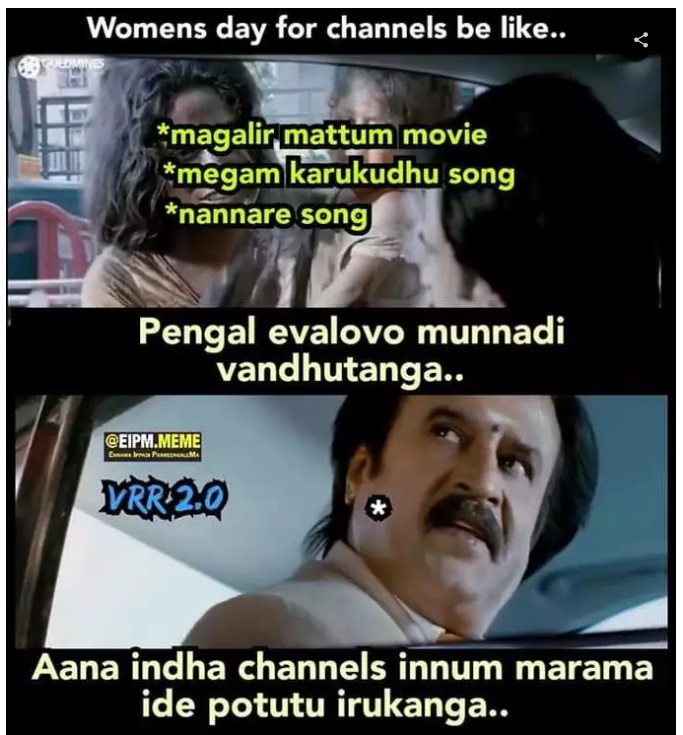 Womens day for channels be like..
GOLDMINES
*magalir mattum movie
*megam karukudhu song
*nannare song
Pengal evalovo munnadi
vandhutanga..
@EIPM.MEME
VRR 2.0
*
Aana indha channels innum marama
ide potutu irukanga..